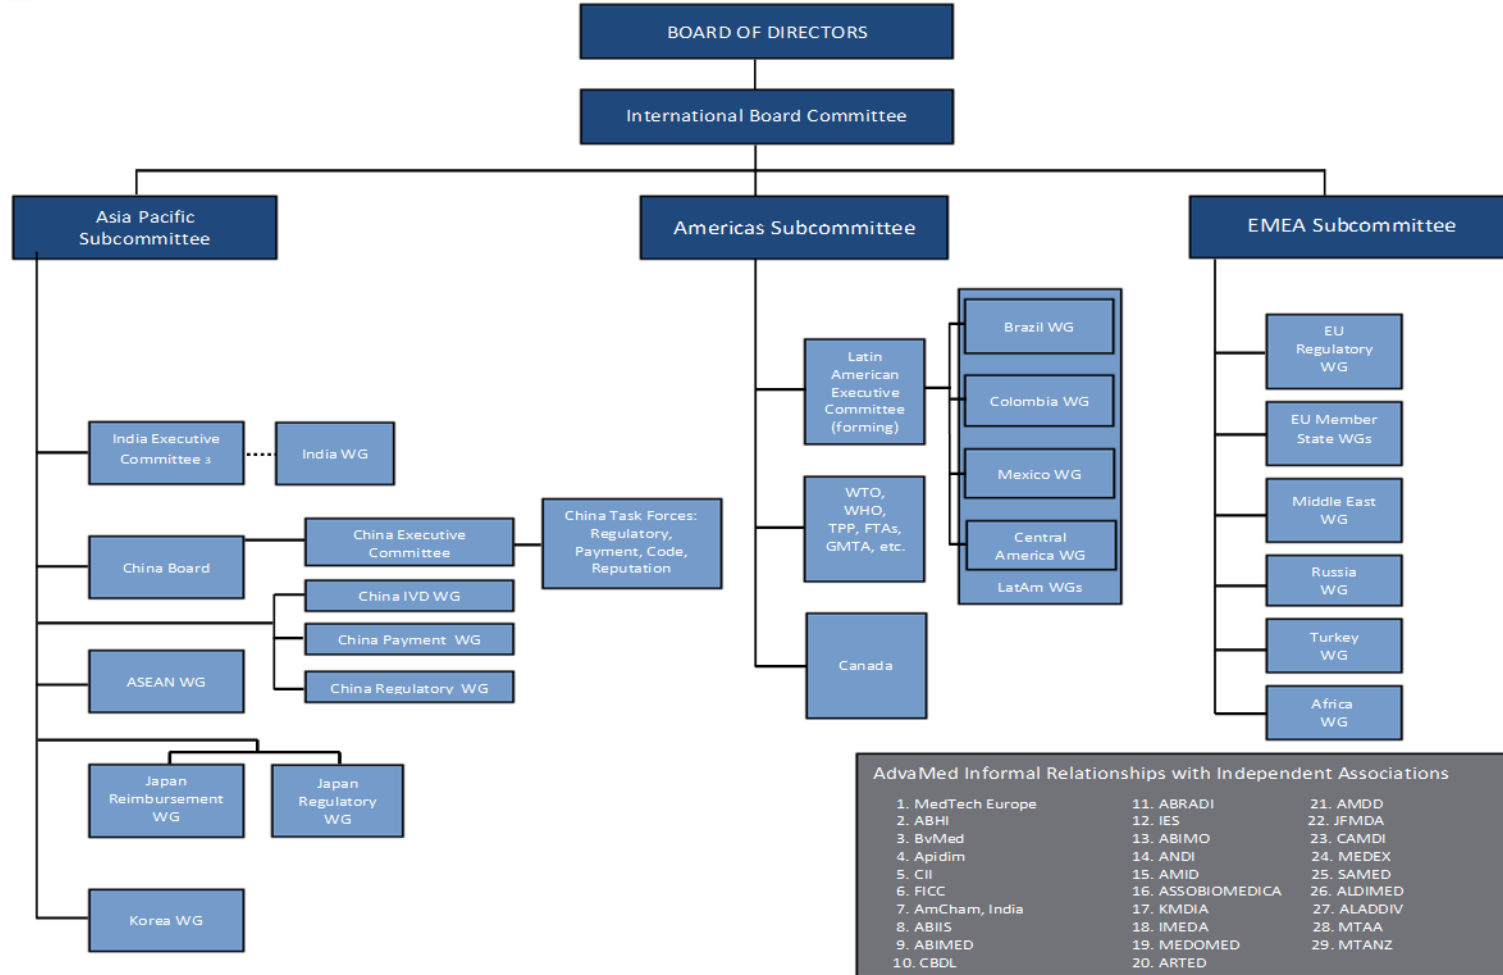 BOARD OF DIRECTORS
International Board Committee
Asia Pacific
Subcommittee
Americas Subcommittee
EMEA Subcommittee
India Executive
Committee 3
India WG
China Board
China Executive
Committee
China Task Forces:
Regulatory,
Payment, Code,
Reputation
China IVD WG
China Payment WG
China Regulatory WG
ASEAN WG
Japan
Reimbursement
WG
Japan
Regulatory
WG
Korea WG
Latin
American
Executive
Committee
(forming)
Brazil WG
Colombia WG
Mexico WG
Central
America WG
LatAm WGs
WTO,
WHO,
TPP, FTAs,
GMTA, etc.
Canada
EU
Regulatory
WG
EU Member
State WGs
Middle East
WG
Russia
WG
Turkey
WG
Africa
WG
AdvaMed Informal Relationships with Independent Associations
1. MedTech Europe
2. ABHI
3. BvMed
4. Apidim
5. CII
6. FICC
7. AmCham, India
8. ABIIS
9. ABIMED
10. CBDL
11. ABRADI
12. IES
13. ABIMO
14. ANDI
15. AMID
16. ASSOBIOMEDICA
17. KMDIA
18. IMEDA
19. MEDOMED
20. ARTED
21. AMDD
22. JFMDA
23. CAMDI
24. MEDEX
25. SAMED
26. ALDIMED
27. ALADDIV
28. MTAA
29. MTANZ